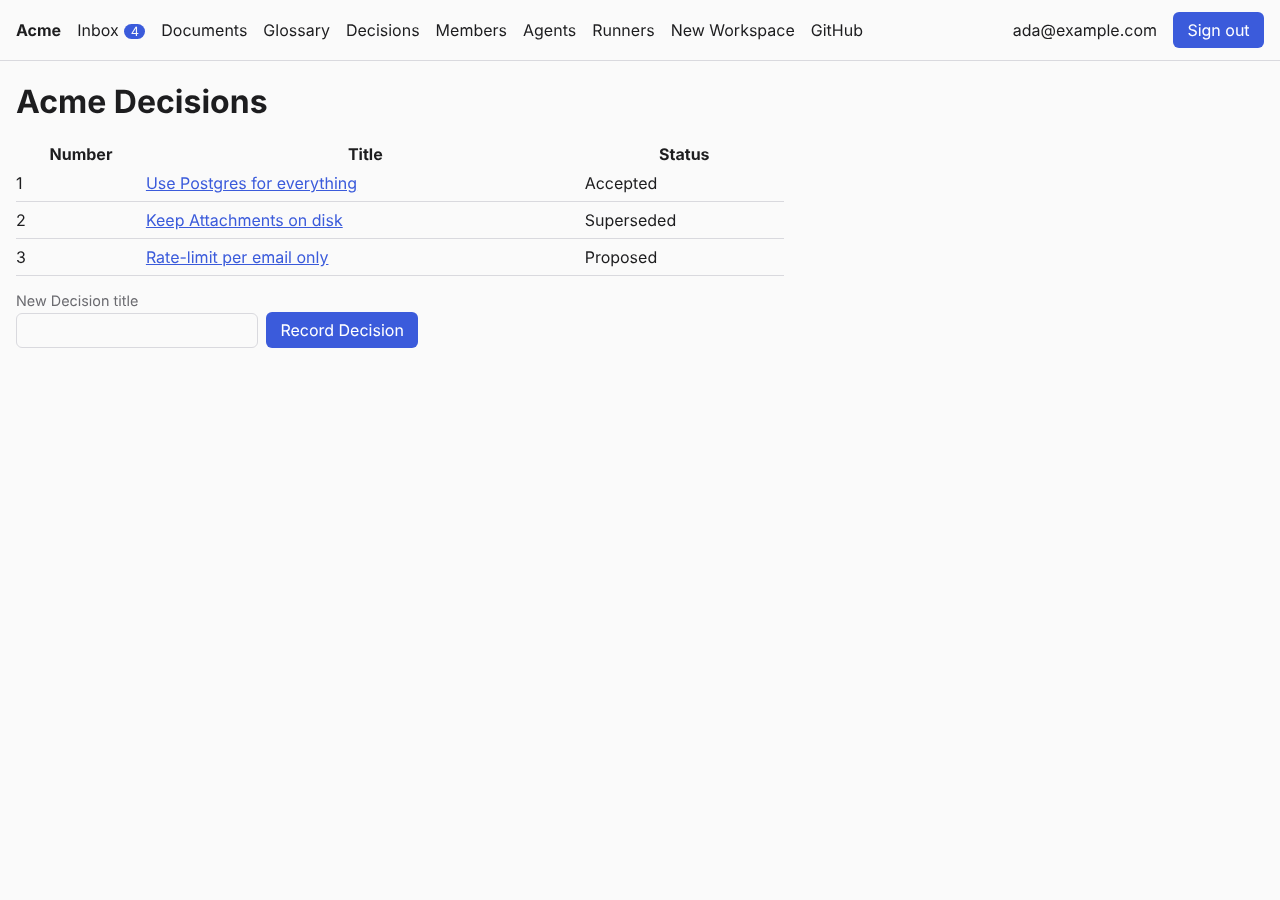 Acme Inbox 4 Documents Glossary Decisions Members Agents Runners New Workspace GitHub ada@example.com Sign out
Acme Decisions
Number Title Status
1 Use Postgres for everything Accepted
2 Keep Attachments on disk Superseded
3 Rate-limit per email only Proposed
New Decision title
Record Decision